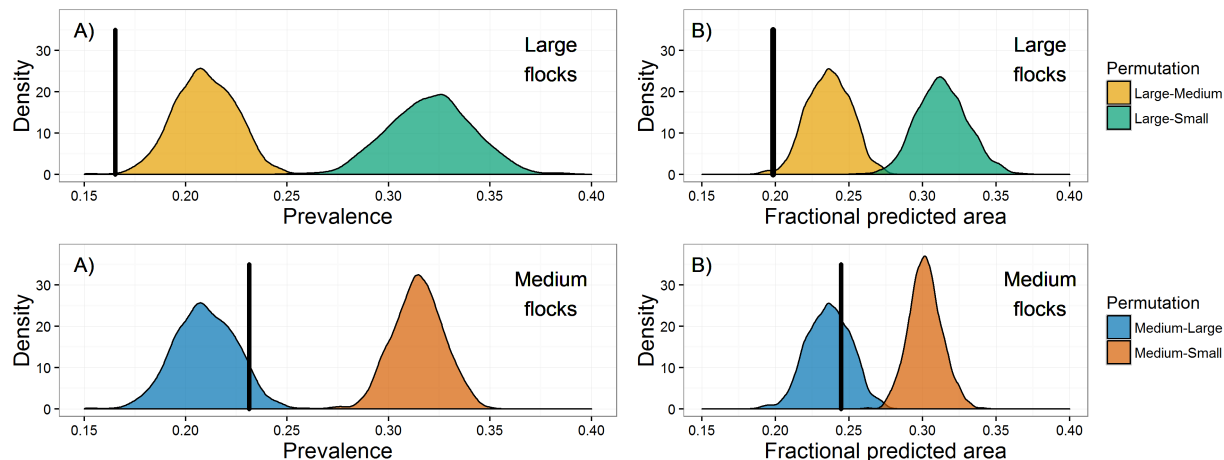 A)
Large
flocks
Density
30
20
10
0
0.15 0.20 0.25 0.30 0.35 0.40
Prevalence
B)
Large
flocks
Density
30
20
10
0
0.15 0.20 0.25 0.30 0.35 0.40
Fractional predicted area
Permutation
Large-Medium
Large-Small
A)
Medium
flocks
Density
30
20
10
0
0.15 0.20 0.25 0.30 0.35 0.40
Prevalence
B)
Medium
flocks
Density
30
20
10
0
0.15 0.20 0.25 0.30 0.35 0.40
Fractional predicted area
Permutation
Medium-Large
Medium-Small